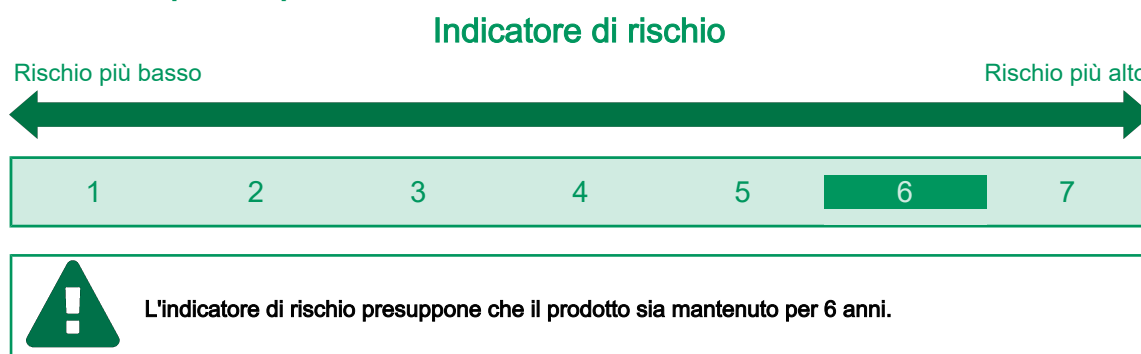 Indicatore di rischio
Rischio più basso
Rischio più alto
1 2 3 4 5 6 7
L'indicatore di rischio presuppone che il prodotto sia mantenuto per 6 anni.